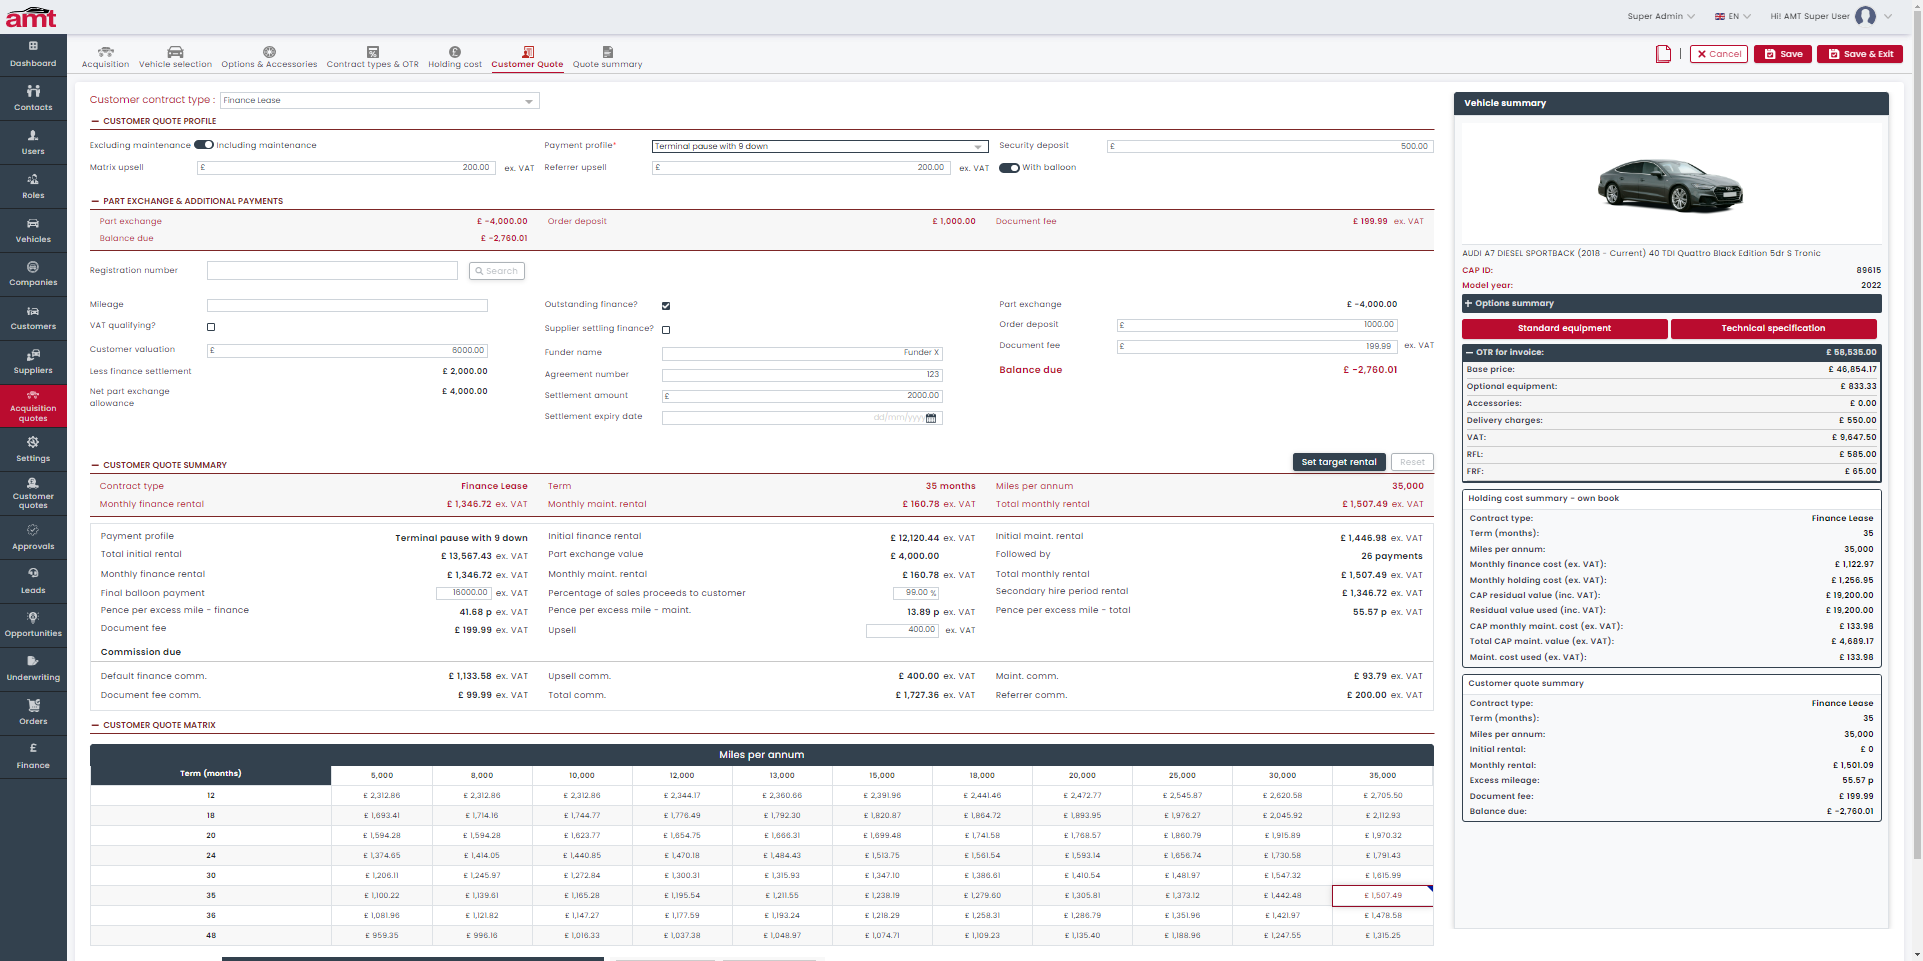 amt
Super Admin
EN
Hi! AMT Super User
Dashboard
Contacts
Users
Roles
Vehicles
Companies
Customers
Suppliers
Acquisition
quotes
Settings
Customer
quotes
Approvals
Leads
Opportunities
Underwriting
Orders
Finance
Acquisition Vehicle selection Options & Accessories Contract types & OTR Holding cost Customer Quote Quote summary
Cancel Save Save & Exit
Customer contract type : Finance Lease
CUSTOMER QUOTE PROFILE
Excluding maintenance Including maintenance Payment profile* Terminal pause with 9 down Security deposit £ 500.00
Matrix upsell £ 200.00 ex. VAT Referrer upsell £ 200.00 ex. VAT With balloon
PART EXCHANGE & ADDITIONAL PAYMENTS
Part exchange £ -4,000.00 Order deposit £ 1,000.00 Document fee £ 199.99 ex. VAT
Balance due £ -2,760.01
Registration number Search
Mileage Outstanding finance? Part exchange £ -4,000.00
VAT qualifying? Supplier settling finance? Order deposit £ 1000.00
Customer valuation £ 6000.00 Funder name Funder X Document fee £ 199.99 ex. VAT
Less finance settlement £ 2,000.00 Agreement number 123 Balance due £ -2,760.01
Net part exchange
allowance £ 4,000.00 Settlement amount £ 2000.00
Settlement expiry date dd/mm/yyyy
CUSTOMER QUOTE SUMMARY Set target rental Reset
Contract type Finance Lease Term 35 months Miles per annum 35,000
Monthly finance rental £ 1,346.72 ex. VAT Monthly maint. rental £ 160.78 ex. VAT Total monthly rental £ 1,507.49 ex. VAT
Payment profile Terminal pause with 9 down Initial finance rental £ 12,120.44 ex. VAT Initial maint. rental £ 1,446.98 ex. VAT
Total initial rental £ 13,567.43 ex. VAT Part exchange value £ 4,000.00 Followed by 26 payments
Monthly finance rental £ 1,346.72 ex. VAT Monthly maint. rental £ 160.78 ex. VAT Total monthly rental £ 1,507.49 ex. VAT
Final balloon payment 16000.00 ex. VAT Percentage of sales proceeds to customer 99.00 % Secondary hire period rental £ 1,346.72 ex. VAT
Pence per excess mile - finance 41.68 p ex. VAT Pence per excess mile - maint. 13.89 p ex. VAT Pence per excess mile - total 55.57 p ex. VAT
Document fee £ 199.99 ex. VAT Upsell 400.00 ex. VAT
Commission due
Default finance comm. £ 1,133.58 ex. VAT Upsell comm. £ 400.00 ex. VAT Maint. comm. £ 93.79 ex. VAT
Document fee comm. £ 99.99 ex. VAT Total comm. £ 1,727.36 ex. VAT Referrer comm. £ 200.00 ex. VAT
CUSTOMER QUOTE MATRIX
Miles per annum
Term (months) 5,000 8,000 10,000 12,000 13,000 15,000 18,000 20,000 25,000 30,000 35,000
12 £ 2,312.86 £ 2,312.86 £ 2,312.86 £ 2,344.17 £ 2,360.66 £ 2,391.96 £ 2,441.46 £ 2,472.77 £ 2,545.87 £ 2,620.58 £ 2,705.50
18 £ 1,693.41 £ 1,714.16 £ 1,744.77 £ 1,776.49 £ 1,792.30 £ 1,820.87 £ 1,864.72 £ 1,893.95 £ 1,976.27 £ 2,045.92 £ 2,112.93
20 £ 1,594.28 £ 1,594.28 £ 1,623.77 £ 1,654.75 £ 1,666.31 £ 1,699.48 £ 1,741.58 £ 1,768.57 £ 1,860.79 £ 1,915.89 £ 1,970.32
24 £ 1,374.65 £ 1,414.05 £ 1,440.85 £ 1,470.18 £ 1,484.43 £ 1,513.75 £ 1,561.54 £ 1,593.14 £ 1,656.74 £ 1,730.58 £ 1,791.43
30 £ 1,206.11 £ 1,245.97 £ 1,272.84 £ 1,300.31 £ 1,315.93 £ 1,347.10 £ 1,386.61 £ 1,410.54 £ 1,481.97 £ 1,547.32 £ 1,615.99
35 £ 1,100.22 £ 1,139.61 £ 1,165.28 £ 1,195.54 £ 1,211.55 £ 1,238.19 £ 1,279.60 £ 1,305.81 £ 1,373.12 £ 1,442.48 £ 1,507.49
36 £ 1,081.96 £ 1,121.82 £ 1,147.27 £ 1,177.59 £ 1,193.24 £ 1,218.29 £ 1,258.31 £ 1,286.79 £ 1,351.96 £ 1,421.97 £ 1,478.58
48 £ 959.35 £ 996.16 £ 1,016.33 £ 1,037.38 £ 1,048.97 £ 1,074.71 £ 1,109.23 £ 1,135.40 £ 1,188.96 £ 1,247.55 £ 1,315.25
Vehicle summary
AUDI A7 DIESEL SPORTBACK (2018 - Current) 40 TDI Quattro Black Edition 5dr S Tronic
CAP ID: 89615
Model year: 2022
Options summary
Standard equipment Technical specification
OTR for invoice: £ 58,535.00
Base price: £ 46,854.17
Optional equipment: £ 833.33
Accessories: £ 0.00
Delivery charges: £ 550.00
VAT: £ 9,647.50
RFL: £ 585.00
FRF: £ 65.00
Holding cost summary - own book
Contract type: Finance Lease
Term (months): 35
Miles per annum: 35,000
Monthly finance cost (ex. VAT): £ 1,122.97
Monthly holding cost (ex. VAT): £ 1,256.95
CAP residual value (inc. VAT): £ 19,200.00
Residual value used (inc. VAT): £ 19,200.00
CAP monthly maint. cost (ex. VAT): £ 133.98
Total CAP maint. value (ex. VAT): £ 4,689.17
Maint. cost used (ex. VAT): £ 133.98
Customer quote summary
Contract type: Finance Lease
Term (months): 35
Miles per annum: 35,000
Initial rental: £ 0
Monthly rental: £ 1,501.09
Excess mileage: 55.57 p
Document fee: £ 199.99
Balance due: £ -2,760.01